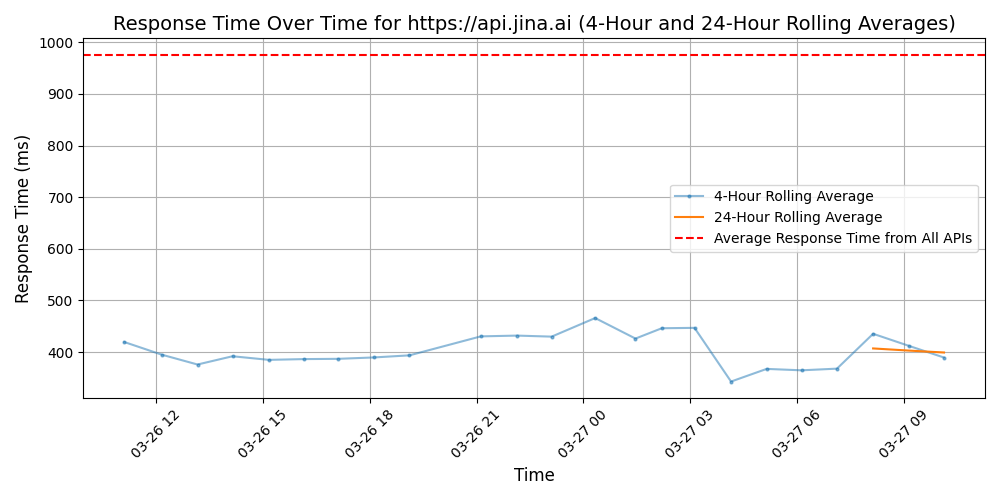 Response Time Over Time for https://api.jina.ai (4-Hour and 24-Hour Rolling Averages)
1000
900
800
700
600
500
400
Response Time (ms)
4-Hour Rolling Average
24-Hour Rolling Average
Average Response Time from All APIs
03-26 12
03-26 15
03-26 18
03-26 21
03-27 00
03-27 03
03-27 06
03-27 09
Time